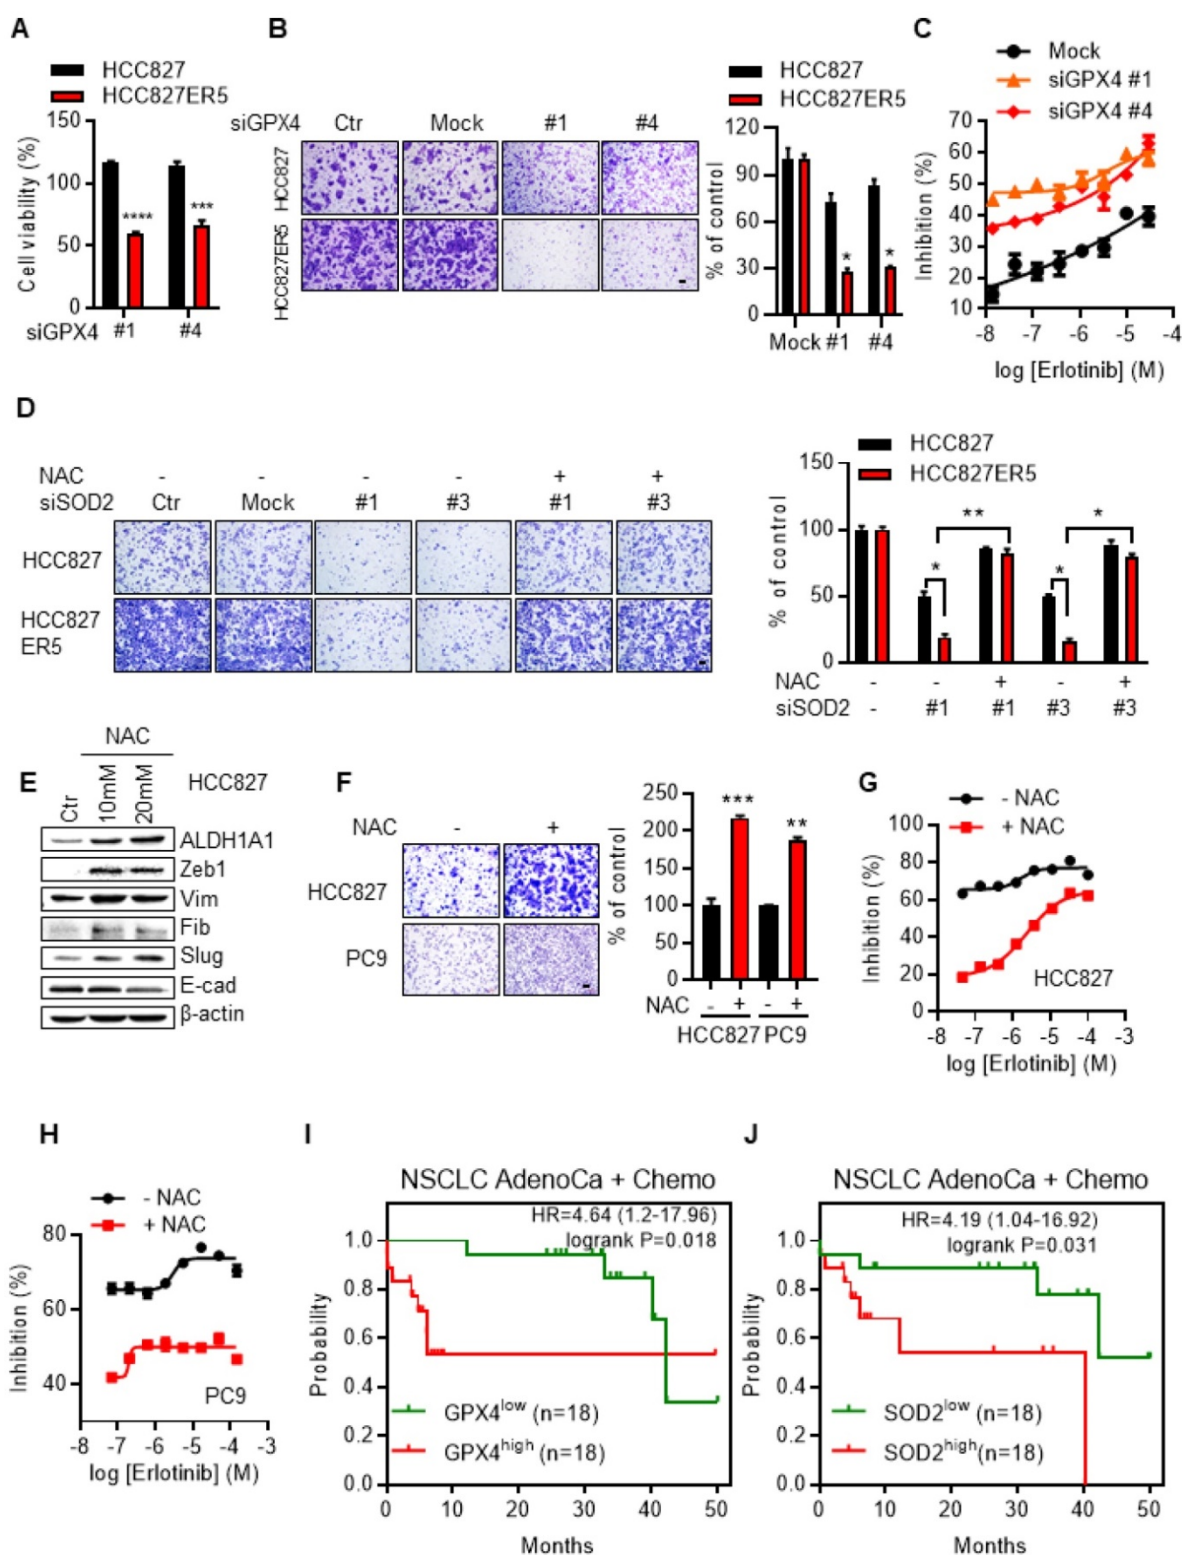 A
HCC827
HCC827ER5
Cell viability (%)
150
100
50
0
****
***
siGPX4 #1 #4
B
siGPX4 Ctr Mock #1 #4
HCC827
HCC827ER5
HCC827
HCC827ER5
% of control
120
90
60
30
0
* *
Mock #1 #4
C
Mock
siGPX4 #1
siGPX4 #4
Inhibition (%)
70
60
50
40
30
20
10
-8 -7 -6 -5 -4
log [Erlotinib] (M)
D
NAC - - - - + +
siSOD2 Ctr Mock #1 #3 #1 #3
HCC827
HCC827
ER5
HCC827
HCC827ER5
% of control
150
100
50
0
** *
* *
NAC - - + - +
siSOD2 - #1 #1 #3 #3
E
NAC
Ctr 10mM 20mM HCC827
ALDH1A1
Zeb1
Vim
Fib
Slug
E-cad
β-actin
F
NAC - +
HCC827
PC9
% of control
250
200
150
100
50
0
*** **
NAC - + - +
HCC827 PC9
G
- NAC
+ NAC
Inhibition (%)
100
80
60
40
20
0
HCC827
-8 -7 -6 -5 -4 -3
log [Erlotinib] (M)
H
- NAC
+ NAC
Inhibition (%)
80
60
40
PC9
-8 -7 -6 -5 -4 -3
log [Erlotinib] (M)
I
NSCLC AdenoCa + Chemo
HR=4.64 (1.2-17.96)
logrank P=0.018
Probability
1.0
0.8
0.6
0.4
0.2
0.0
GPX4low (n=18)
GPX4high (n=18)
0 10 20 30 40 50
Months
J
NSCLC AdenoCa + Chemo
HR=4.19 (1.04-16.92)
logrank P=0.031
Probability
1.0
0.8
0.6
0.4
0.2
0.0
SOD2low (n=18)
SOD2high (n=18)
0 10 20 30 40 50
Months